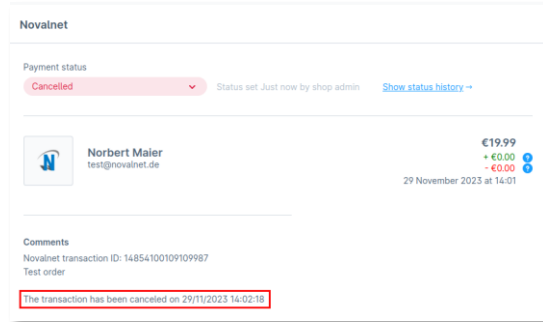 Novalnet
Payment status
Cancelled Status set Just now by shop admin Show status history →
Norbert Maier
test@novalnet.de
€19.99
+ €0.00 ?
- €0.00 ?
29 November 2023 at 14:01
Comments
Novalnet transaction ID: 14854100109109987
Test order
The transaction has been canceled on 29/11/2023 14:02:18